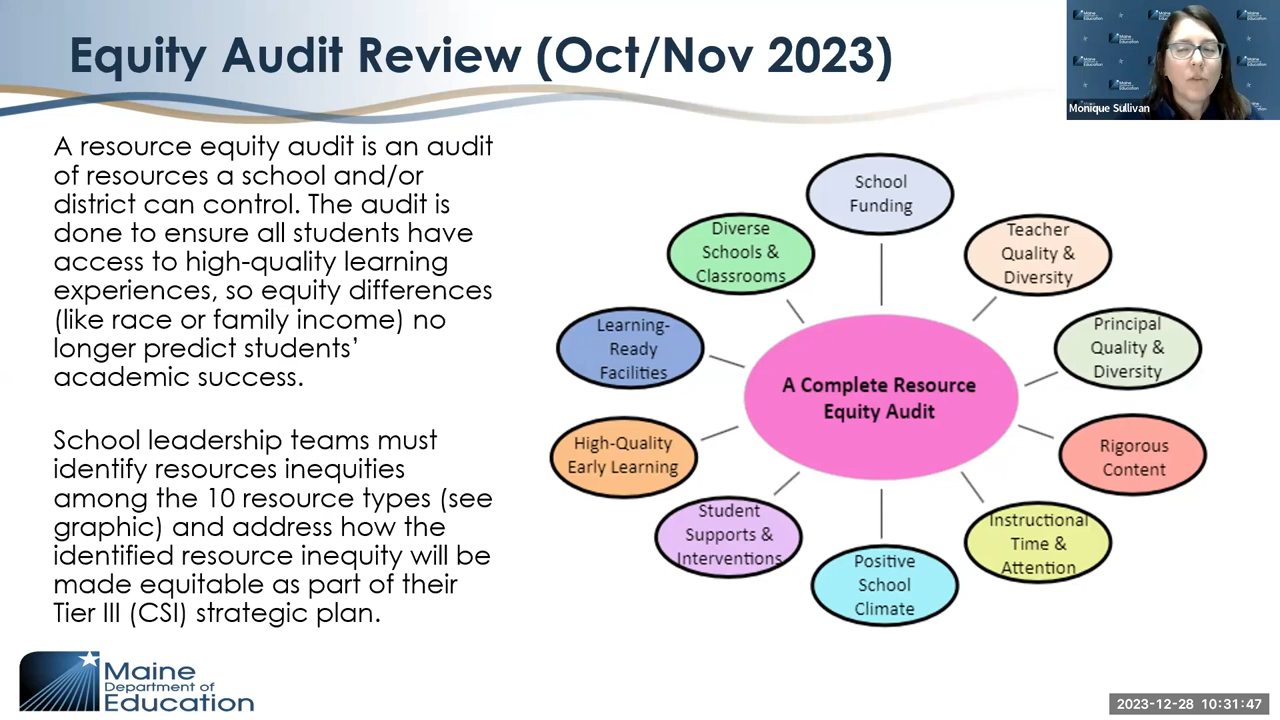 Equity Audit Review (Oct/Nov 2023)
Monique Sullivan
A resource equity audit is an audit
of resources a school and/or
district can control. The audit is
done to ensure all students have
access to high-quality learning
experiences, so equity differences
(like race or family income) no
longer predict students’
academic success.
School leadership teams must
identify resources inequities
among the 10 resource types (see
graphic) and address how the
identified resource inequity will be
made equitable as part of their
Tier III (CSI) strategic plan.
A Complete Resource
Equity Audit
School
Funding
Teacher
Quality &
Diversity
Principal
Quality &
Diversity
Rigorous
Content
Instructional
Time &
Attention
Positive
School
Climate
Student
Supports &
Interventions
High-Quality
Early Learning
Learning-
Ready
Facilities
Diverse
Schools &
Classrooms
Maine
Department of
Education
2023-12-28 10:31:47